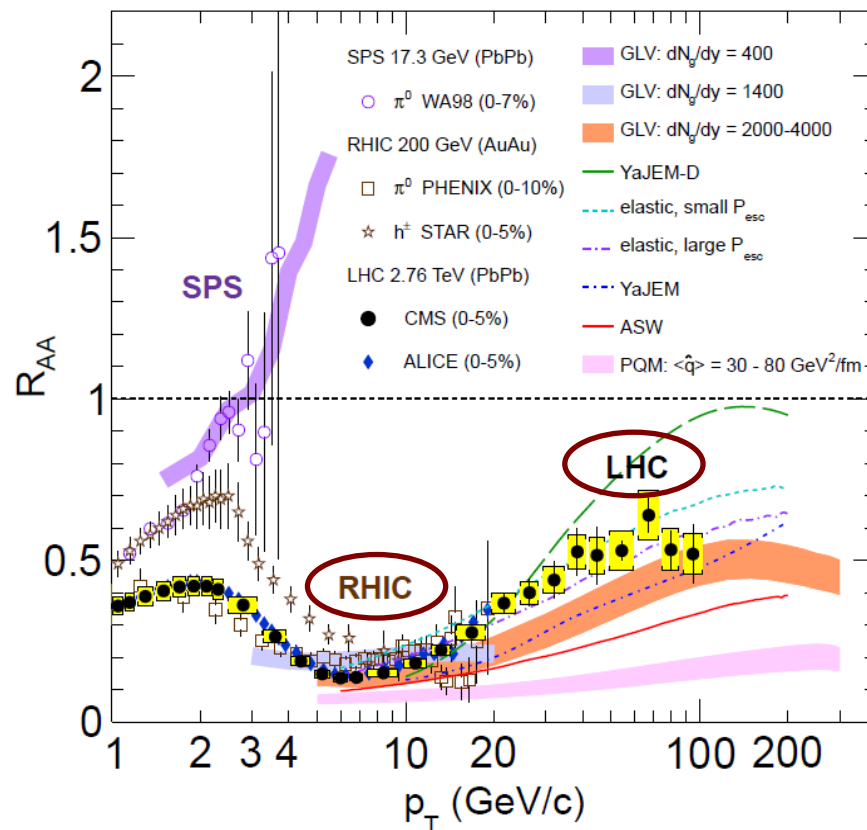 SPS 17.3 GeV (PbPb)
π⁰ WA98 (0-7%)
RHIC 200 GeV (AuAu)
π⁰ PHENIX (0-10%)
h± STAR (0-5%)
LHC 2.76 TeV (PbPb)
CMS (0-5%)
ALICE (0-5%)
GLV: dN_g/dy = 400
GLV: dN_g/dy = 1400
GLV: dN_g/dy = 2000-4000
YaJEM-D
elastic, small P_esc
elastic, large P_esc
YaJEM
ASW
PQM: <q̂> = 30 - 80 GeV²/fm
SPS
RHIC
LHC
R_AA
2
1.5
1
0.5
0
1 2 3 4 10 20 100 200
p_T (GeV/c)